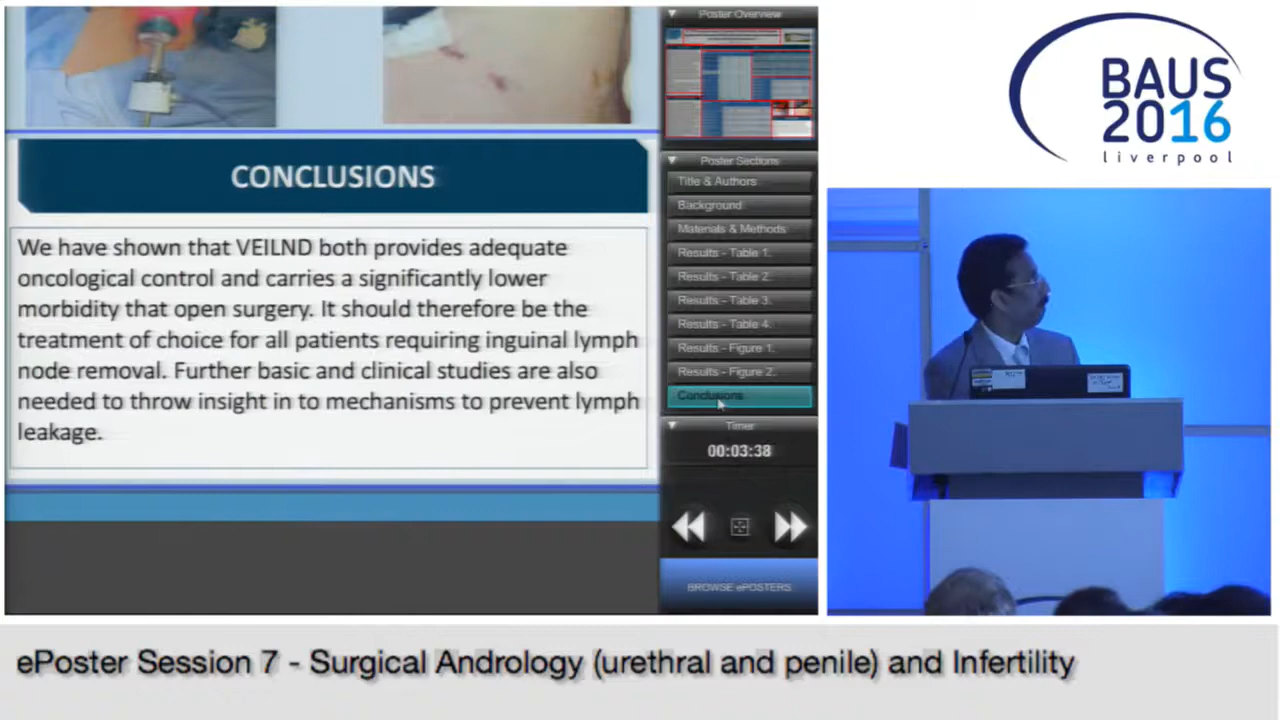 CONCLUSIONS
We have shown that VEILND both provides adequate
oncological control and carries a significantly lower
morbidity that open surgery. It should therefore be the
treatment of choice for all patients requiring inguinal lymph
node removal. Further basic and clinical studies are also
needed to throw insight in to mechanisms to prevent lymph
leakage.
Poster Overview
Poster Sections
Title & Authors
Background
Materials & Methods
Results - Table 1.
Results - Table 2.
Results - Table 3.
Results - Table 4.
Results - Figure 1.
Results - Figure 2.
Conclusions
Timer
00:03:38
BROWSE ePOSTERS
BAUS
2016
liverpool
ePoster Session 7 - Surgical Andrology (urethral and penile) and Infertility